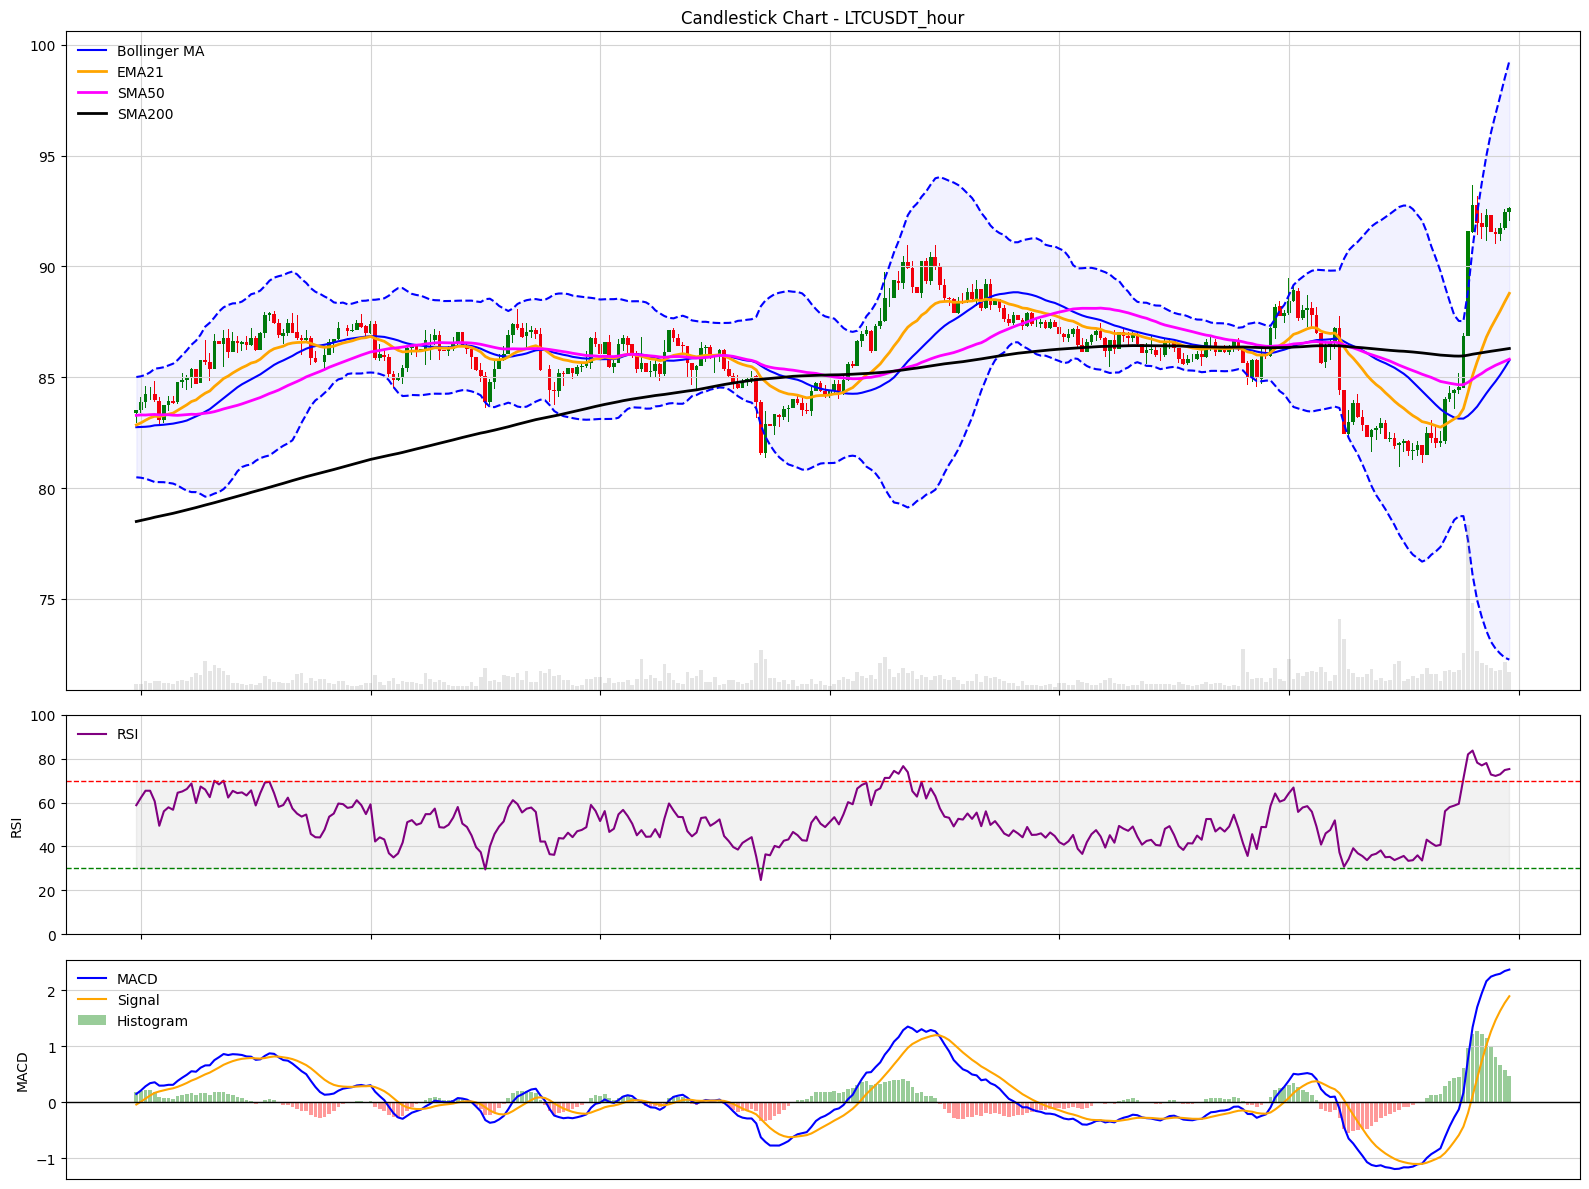 Candlestick Chart - LTCUSDT_hour
Bollinger MA
EMA21
SMA50
SMA200
100
95
90
85
80
75
RSI
100
80
60
40
20
0
RSI
MACD
Signal
Histogram
2
1
0
−1
MACD